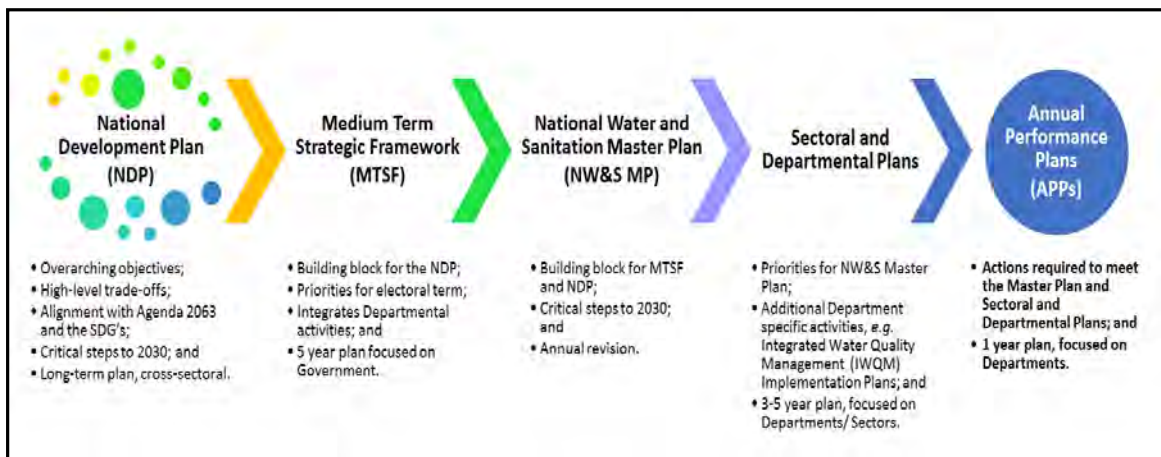 National
Development Plan
(NDP)
• Overarching objectives;
• High-level trade-offs;
• Alignment with Agenda 2063
and the SDG's;
• Critical steps to 2030; and
• Long-term plan, cross-sectoral.
Medium Term
Strategic Framework
(MTSF)
• Building block for the NDP;
• Priorities for electoral term;
• Integrates Departmental
activities; and
• 5 year plan focused on
Government.
National Water and
Sanitation Master Plan
(NW&S MP)
• Building block for MTSF
and NDP;
• Critical steps to 2030;
and
• Annual revision.
Sectoral and
Departmental Plans
• Priorities for NW&S Master
Plan;
• Additional Department
specific activities, e.g.
Integrated Water Quality
Management (IWQM)
Implementation Plans; and
• 3-5 year plan, focused on
Departments/ Sectors.
Annual
Performance
Plans
(APPs)
• Actions required to meet
the Master Plan and
Sectoral and
Departmental Plans; and
• 1 year plan, focused on
Departments.